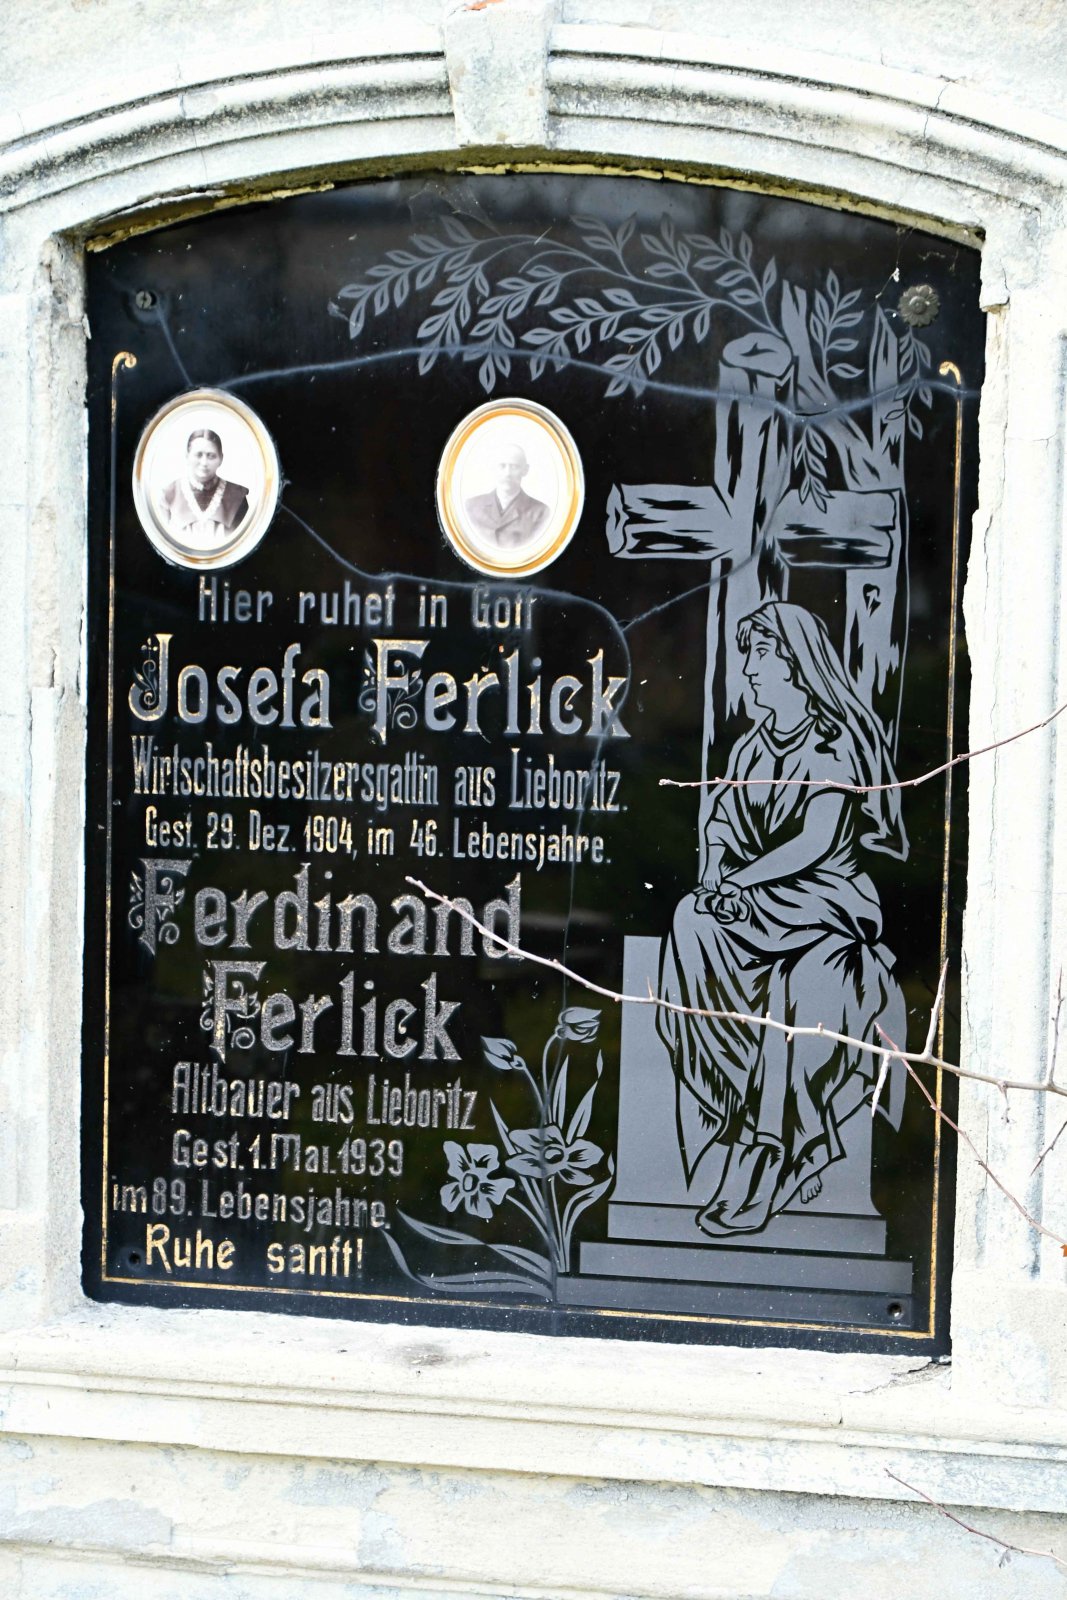 Hier ruhet in Gott
Josefa Ferlick
Wirtschaftsbesitzersgattin aus Lieboritz.
Gest. 29. Dez. 1904, im 46. Lebensjahre.
Ferdinand
Ferlick
Altbauer aus Lieboritz
Gest. 1. Mai. 1939
im 89. Lebensjahre.
Ruhe sanft!